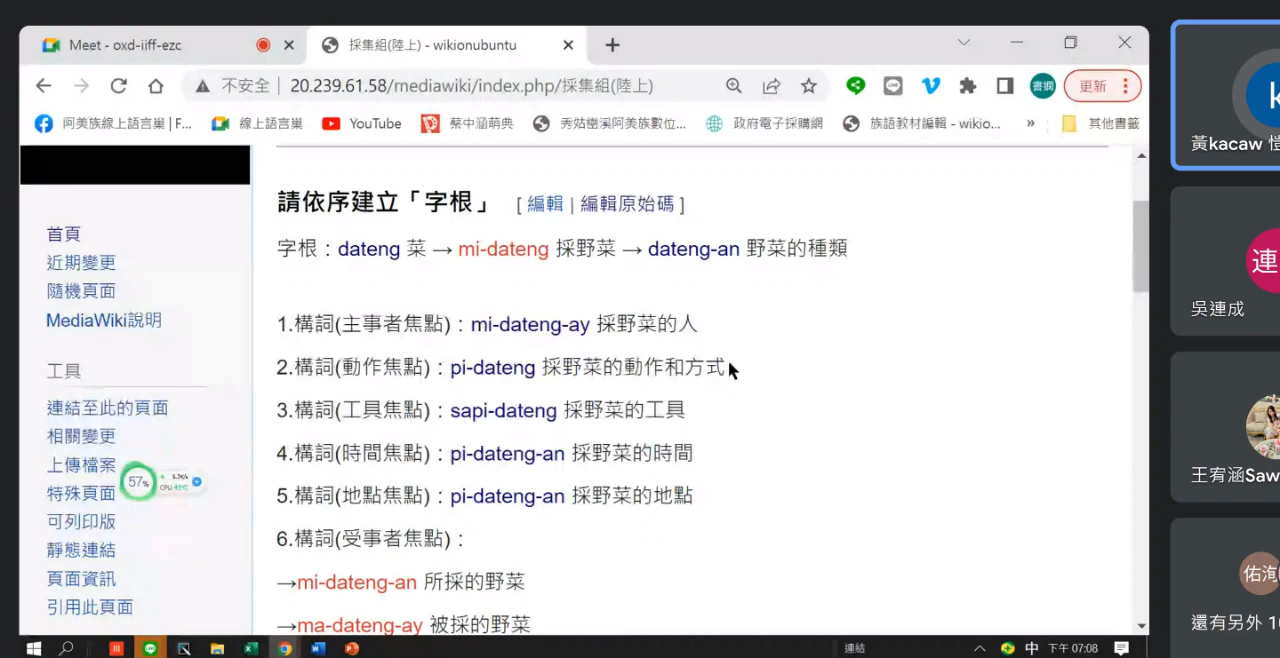 Meet - oxd-iiff-ezc
採集組(陸上) - wikionubuntu
不安全 | 20.239.61.58/mediawiki/index.php/採集組(陸上)
更新
阿美族線上語言巢 | F...
線上語言巢
YouTube
蔡中涵萌典
秀姑巒溪阿美族數位...
政府電子採購網
族語教材編輯 - wikio...
»
其他書籤
首頁
近期變更
隨機頁面
MediaWiki說明
工具
連結至此的頁面
相關變更
上傳檔案
特殊頁面
可列印版
靜態連結
頁面資訊
引用此頁面
57%
請依序建立「字根」 [ 編輯 | 編輯原始碼 ]
字根：dateng 菜 → mi-dateng 採野菜 → dateng-an 野菜的種類
1.構詞(主事者焦點)：mi-dateng-ay 採野菜的人
2.構詞(動作焦點)：pi-dateng 採野菜的動作和方式
3.構詞(工具焦點)：sapi-dateng 採野菜的工具
4.構詞(時間焦點)：pi-dateng-an 採野菜的時間
5.構詞(地點焦點)：pi-dateng-an 採野菜的地點
6.構詞(受事者焦點)：
→mi-dateng-an 所採的野菜
→ma-dateng-ay 被採的野菜
黃kacaw
連
吳連成
王宥涵Saw
佑洵
還有另外 1
連結
中
下午 07:08